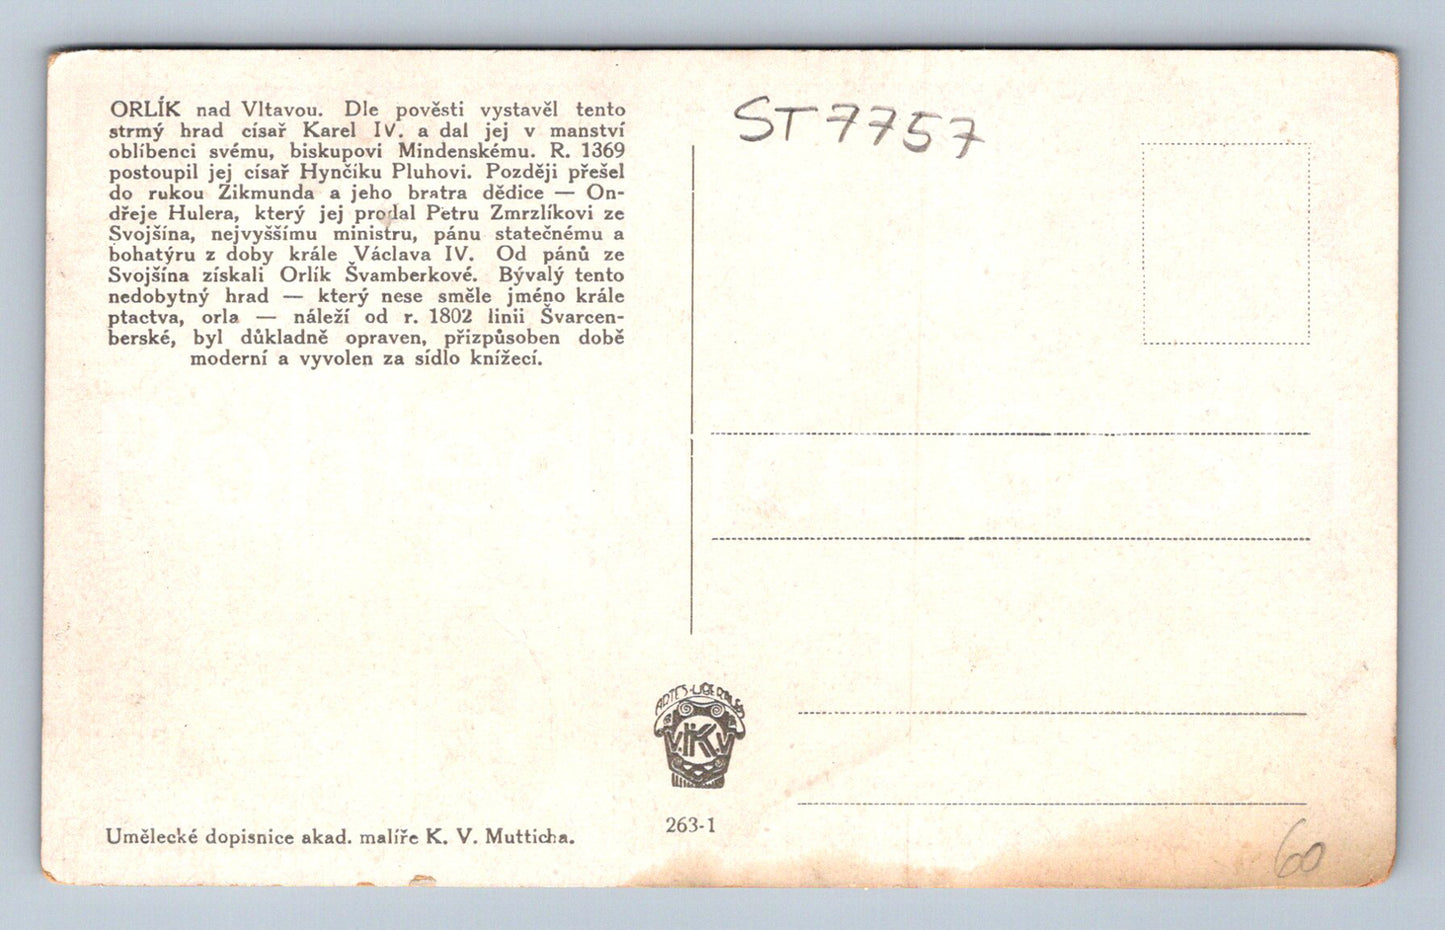 ORLÍK nad Vltavou. Dle pověsti vystavěl tento
strmý hrad císař Karel IV. a dal jej v manství
oblíbenci svému, biskupovi Mindenskému. R. 1369
postoupil jej císař Hynčíku Pluhovi. Později přešel
do rukou Zikmunda a jeho bratra dědice — On-
dřeje Hulera, který jej prodal Petru Zmrzlíkovi ze
Svojšína, nejvyššímu ministru, pánu statečnému a
bohatýru z doby krále Václava IV. Od pánů ze
Svojšína získali Orlík Švamberkové. Bývalý tento
nedobytný hrad — který nese směle jméno krále
ptactva, orla — náleží od r. 1802 linii Švarcen-
berské, byl důkladně opraven, přizpůsoben době
moderní a vyvolen za sídlo knížecí.
ST7757
V.K.V
263-1
Umělecké dopisnice akad. malíře K. V. Mutticha.
60